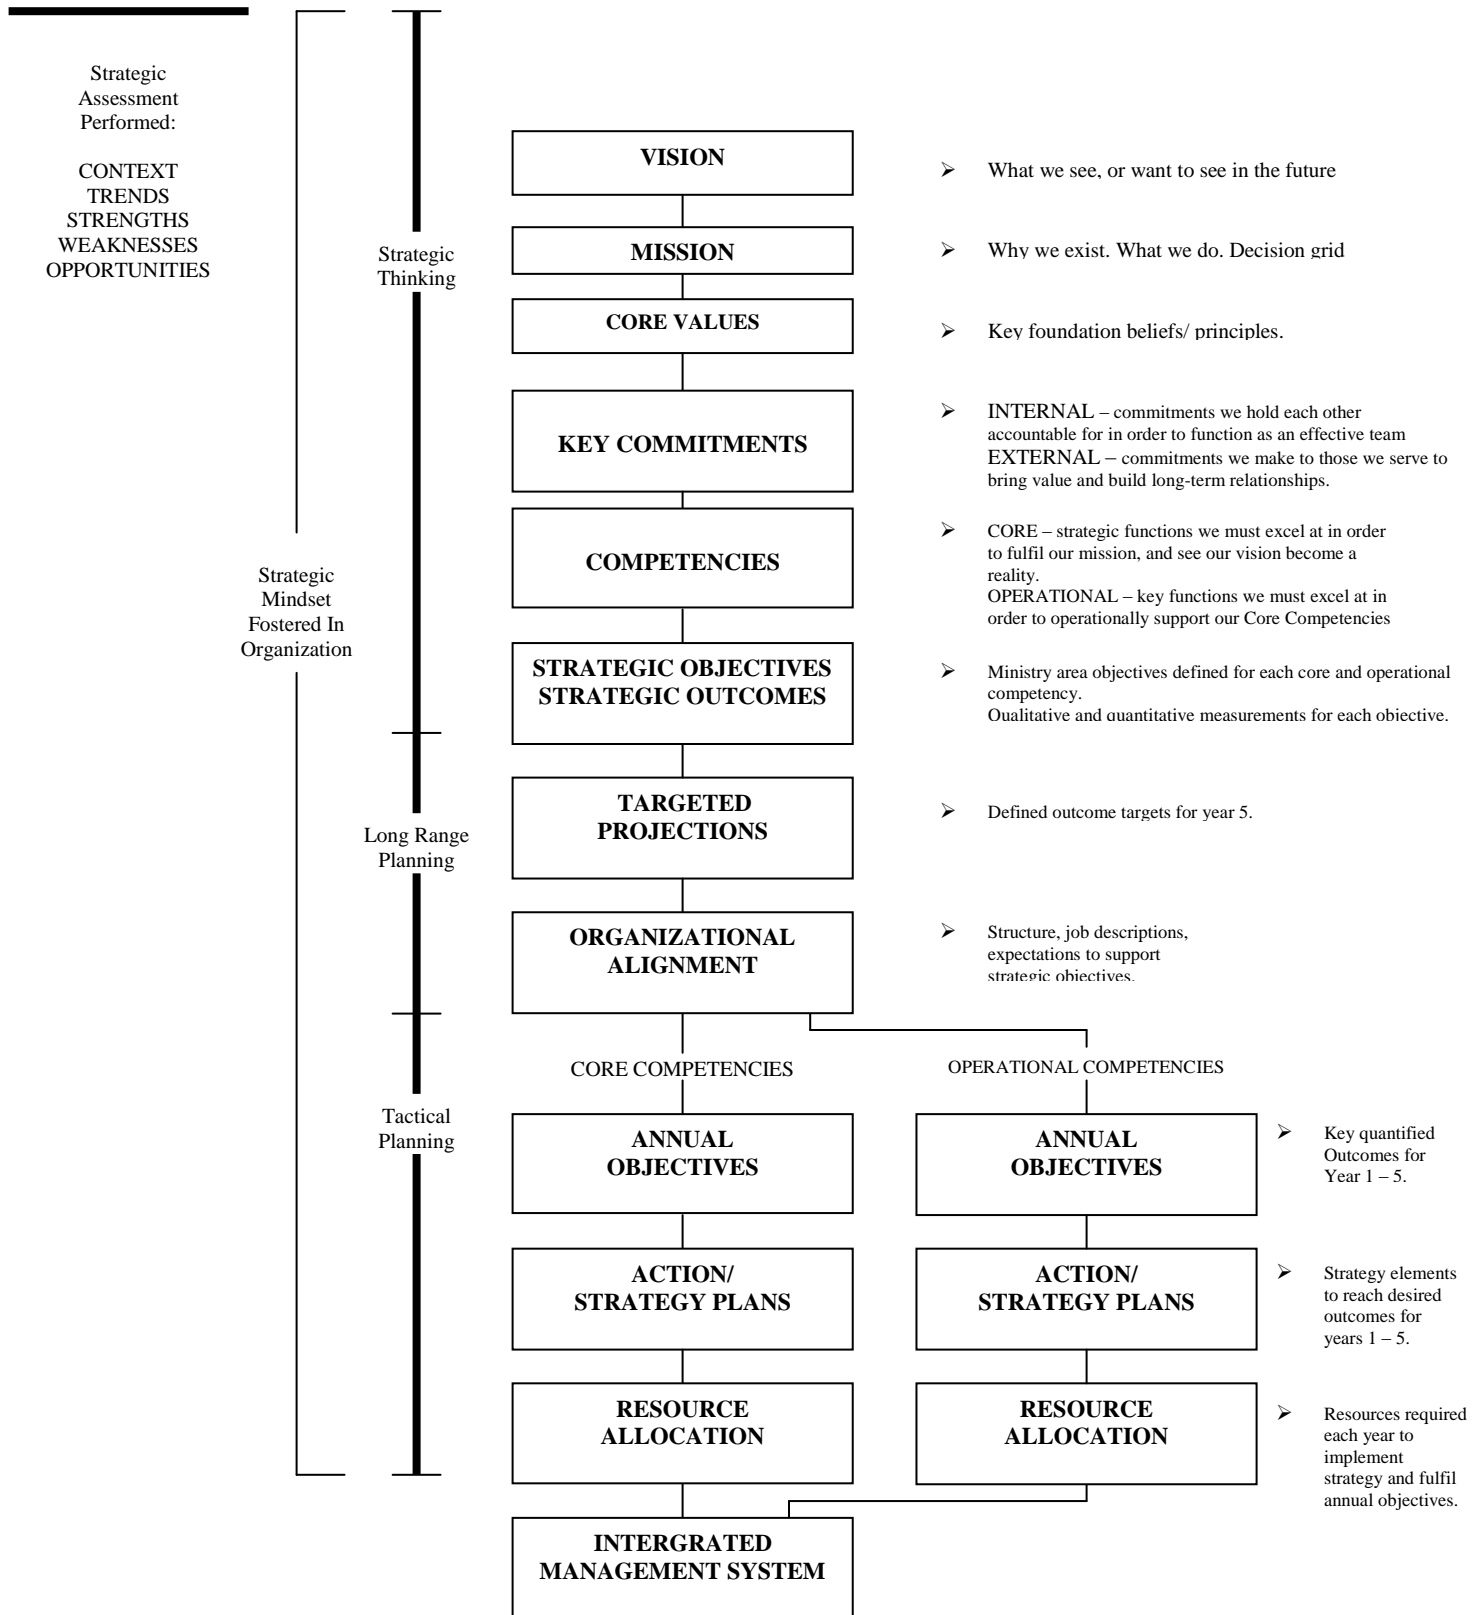 Strategic
Assessment
Performed:
CONTEXT
TRENDS
STRENGTHS
WEAKNESSES
OPPORTUNITIES
Strategic
Mindset
Fostered In
Organization
Strategic
Thinking
Long Range
Planning
Tactical
Planning
VISION
➢ What we see, or want to see in the future
MISSION
➢ Why we exist. What we do. Decision grid
CORE VALUES
➢ Key foundation beliefs/ principles.
KEY COMMITMENTS
➢ INTERNAL – commitments we hold each other
accountable for in order to function as an effective team
EXTERNAL – commitments we make to those we serve to
bring value and build long-term relationships.
COMPETENCIES
➢ CORE – strategic functions we must excel at in order
to fulfil our mission, and see our vision become a
reality.
OPERATIONAL – key functions we must excel at in
order to operationally support our Core Competencies
STRATEGIC OBJECTIVES
STRATEGIC OUTCOMES
➢ Ministry area objectives defined for each core and operational
competency.
Qualitative and quantitative measurements for each objective.
TARGETED
PROJECTIONS
➢ Defined outcome targets for year 5.
ORGANIZATIONAL
ALIGNMENT
➢ Structure, job descriptions,
expectations to support
strategic objectives.
CORE COMPETENCIES
OPERATIONAL COMPETENCIES
ANNUAL
OBJECTIVES
ANNUAL
OBJECTIVES
➢ Key quantified
Outcomes for
Year 1 – 5.
ACTION/
STRATEGY PLANS
ACTION/
STRATEGY PLANS
➢ Strategy elements
to reach desired
outcomes for
years 1 – 5.
RESOURCE
ALLOCATION
RESOURCE
ALLOCATION
➢ Resources required
each year to
implement
strategy and fulfil
annual objectives.
INTERGRATED
MANAGEMENT SYSTEM